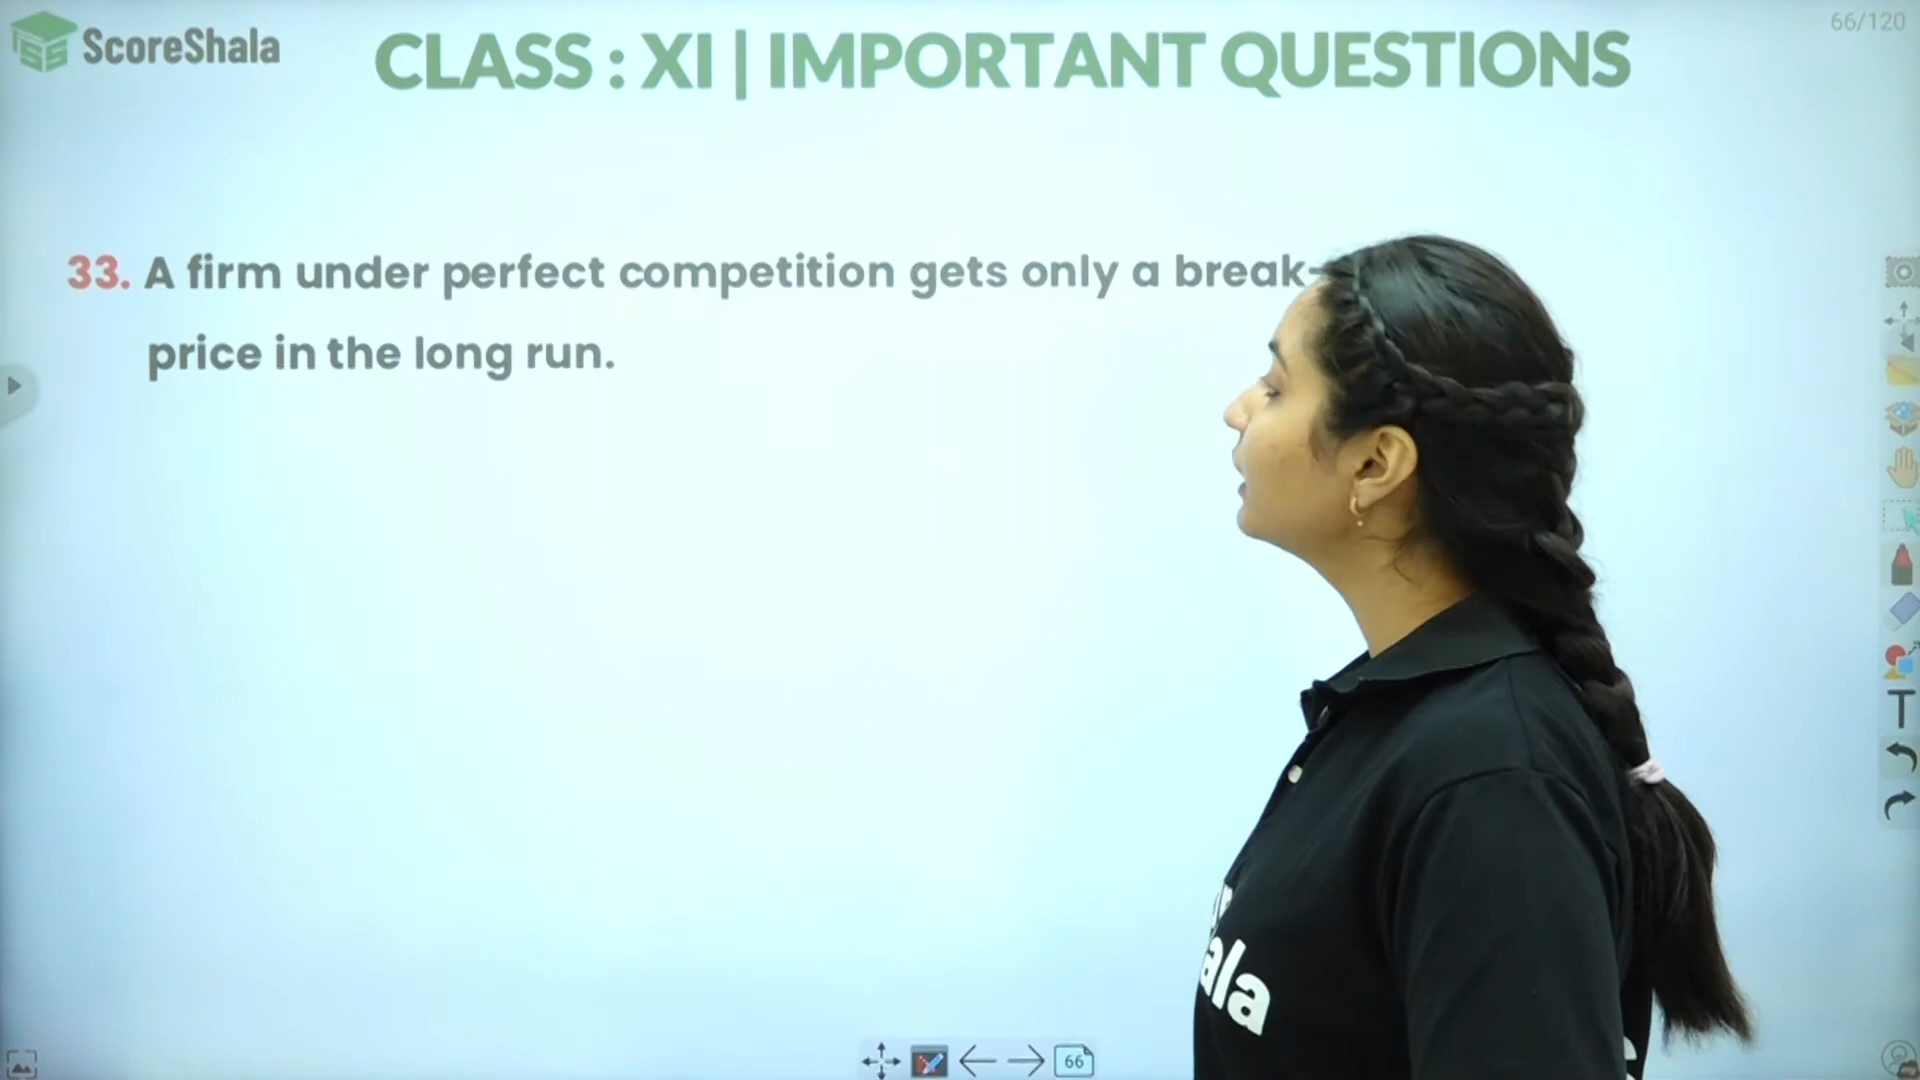 ScoreShala
CLASS : XI | IMPORTANT QUESTIONS
66/120
33. A firm under perfect competition gets only a break-
price in the long run.
T
ala
66